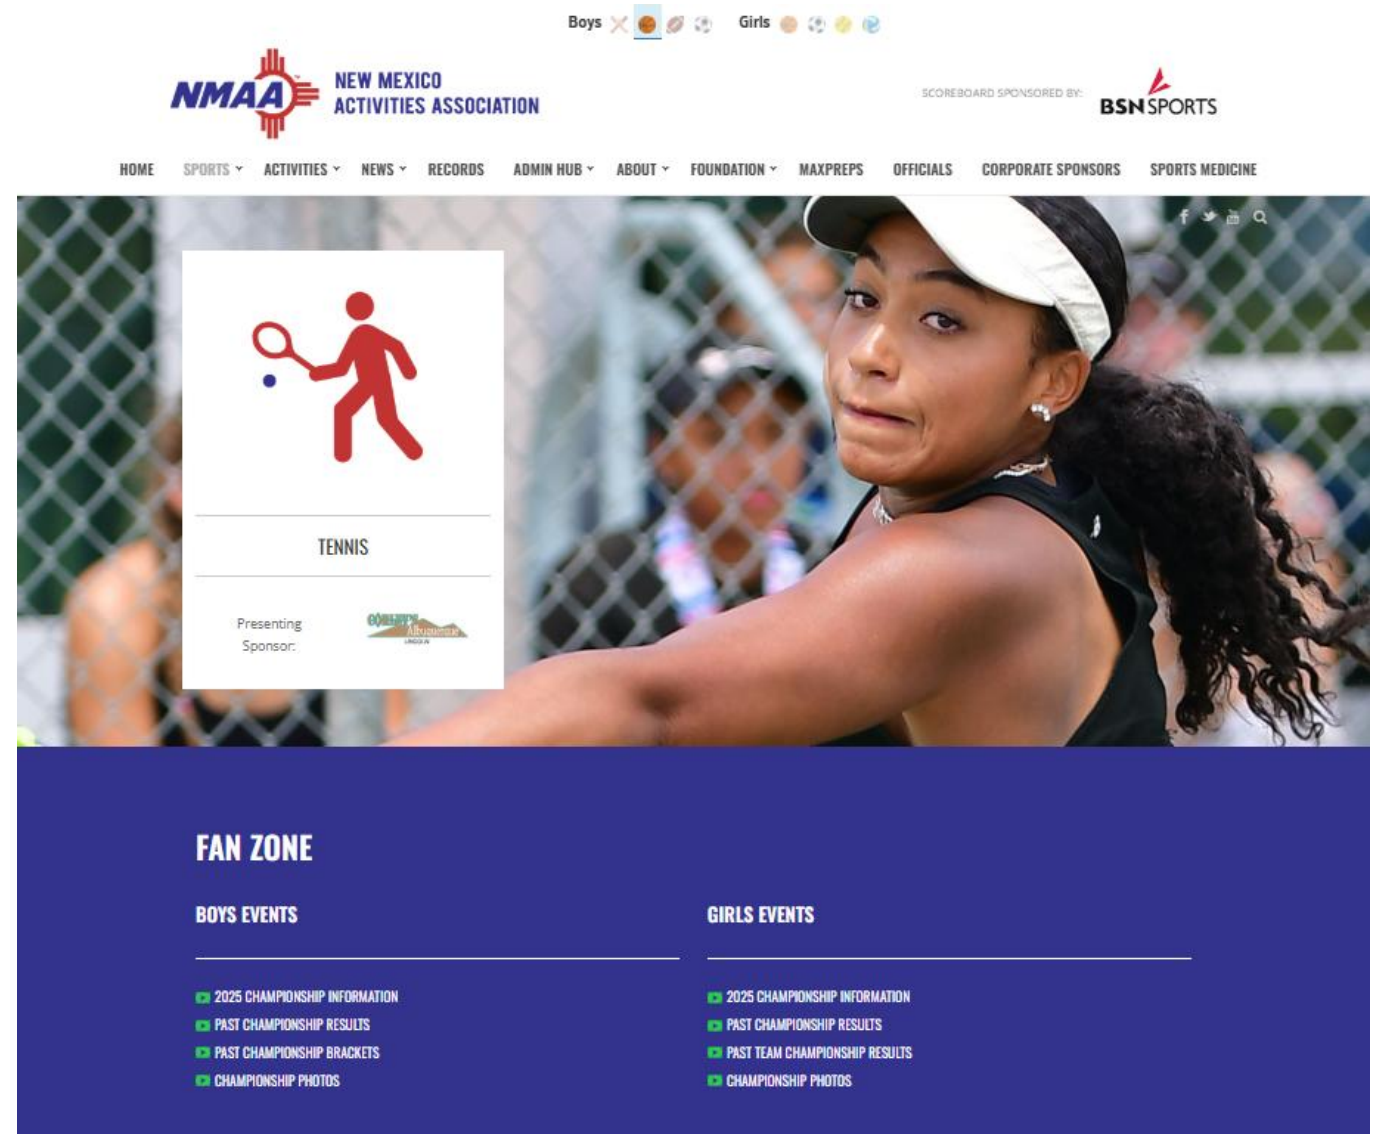 Boys Girls
NMAA NEW MEXICO
ACTIVITIES ASSOCIATION
SCOREBOARD SPONSORED BY:
BSN SPORTS
HOME SPORTS ACTIVITIES NEWS RECORDS ADMIN HUB ABOUT FOUNDATION MAXPREPS OFFICIALS CORPORATE SPONSORS SPORTS MEDICINE
TENNIS
Presenting
Sponsor:
Albuquerque
LINCOLN
FAN ZONE
BOYS EVENTS
2025 CHAMPIONSHIP INFORMATION
PAST CHAMPIONSHIP RESULTS
PAST CHAMPIONSHIP BRACKETS
CHAMPIONSHIP PHOTOS
GIRLS EVENTS
2025 CHAMPIONSHIP INFORMATION
PAST CHAMPIONSHIP RESULTS
PAST TEAM CHAMPIONSHIP RESULTS
CHAMPIONSHIP PHOTOS